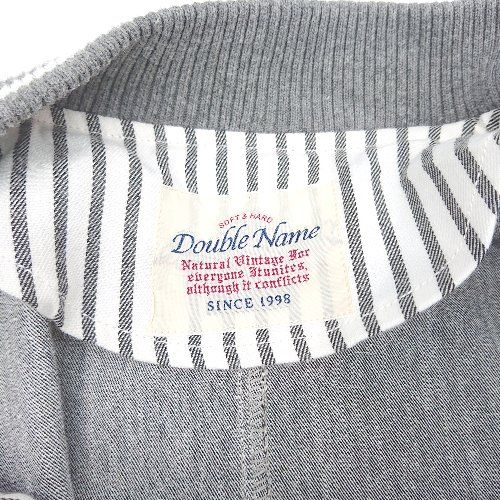 SOFT & HARD
Double Name
Natural Vintage For
everyone Itunites,
although it conflicts
SINCE 1998